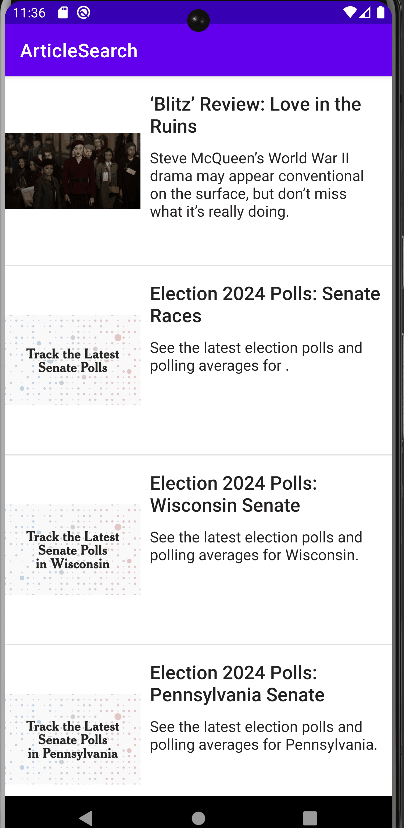 11:36
ArticleSearch
‘Blitz’ Review: Love in the
Ruins
Steve McQueen’s World War II
drama may appear conventional
on the surface, but don’t miss
what it’s really doing.
Election 2024 Polls: Senate
Races
See the latest election polls and
polling averages for .
Track the Latest
Senate Polls
Election 2024 Polls:
Wisconsin Senate
See the latest election polls and
polling averages for Wisconsin.
Track the Latest
Senate Polls
in Wisconsin
Election 2024 Polls:
Pennsylvania Senate
See the latest election polls and
polling averages for Pennsylvania.
Track the Latest
Senate Polls
in Pennsylvania